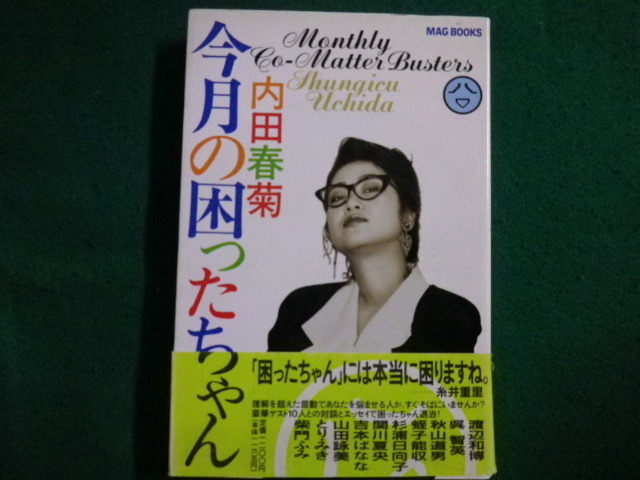 MAG BOOKS
Monthly
Co-Matter Busters
Shungicu
Uchida
今月の困ったちゃん
内田春菊
「困ったちゃん」には本当に困りますね。
糸井重里
理解を超えた言動であなたを悩ませる人が、すぐそばにいませんか?
豪華ゲスト10人との対談とエッセイで困ったちゃん退治!
渡辺和博
呉智英
秋山道男
蛭子能収
杉浦日向子
関川夏央
吉本ばなな
山田詠美
とりみき
柴門ふみ